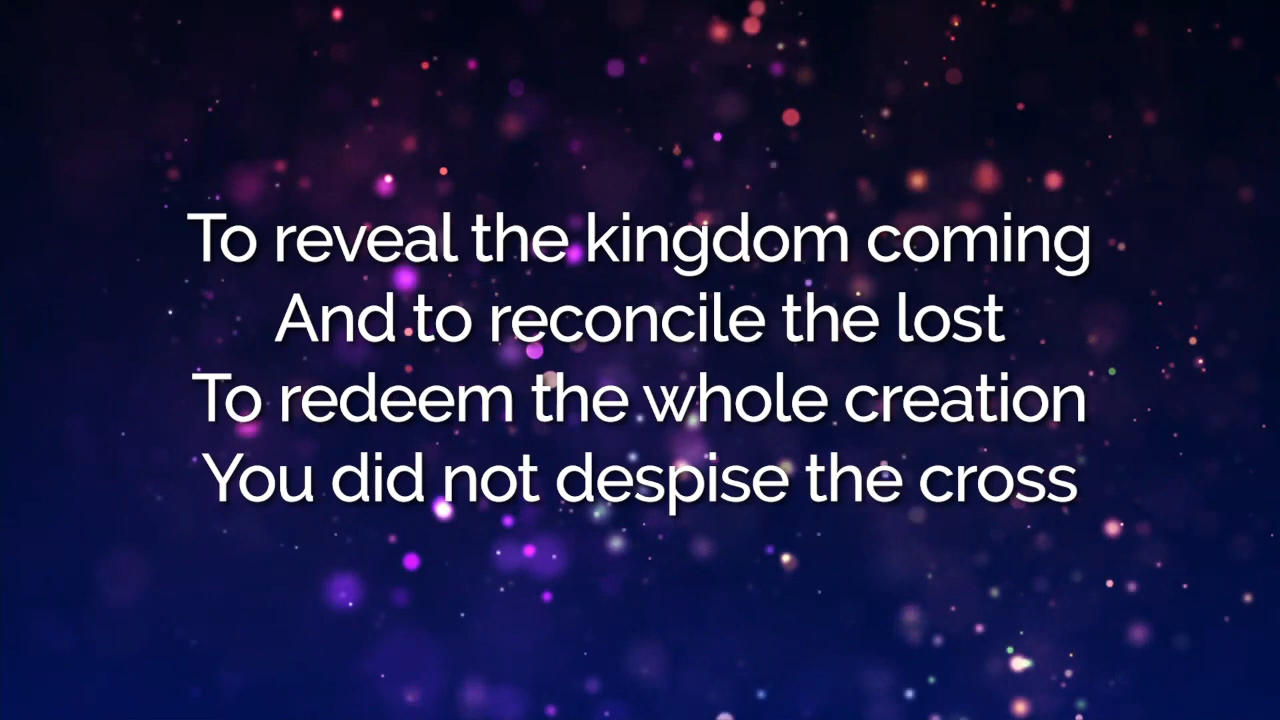 To reveal the kingdom coming
And to reconcile the lost
To redeem the whole creation
You did not despise the cross